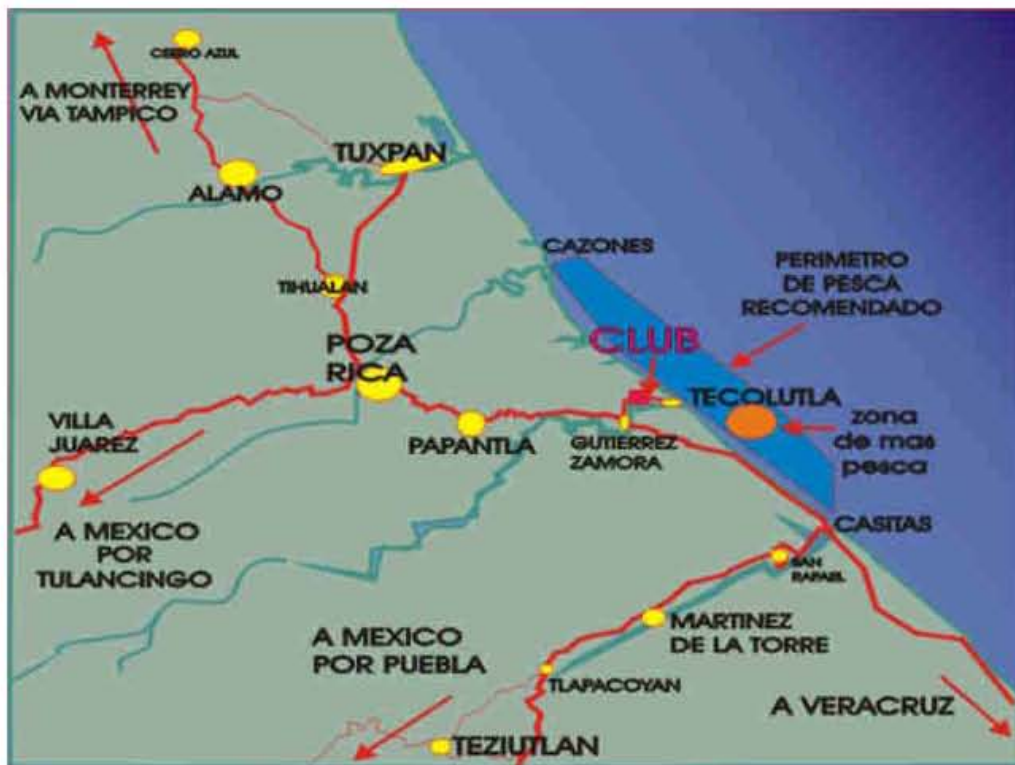 CERRO AZUL
A MONTERREY
VIA TAMPICO
TUXPAN
ALAMO
CAZONES
PERIMETRO
DE PESCA
RECOMENDADO
TIHUALAN
CLUB
POZA
RICA
TECOLUTLA
VILLA
JUAREZ
PAPANTLA
GUTIERREZ
ZAMORA
zona
de mas
pesca
A MEXICO
POR
TULANCINGO
CASITAS
SAN
RAFAEL
A MEXICO
POR PUEBLA
MARTINEZ
DE LA TORRE
TLAPACOYAN
A VERACRUZ
TEZIUTLAN